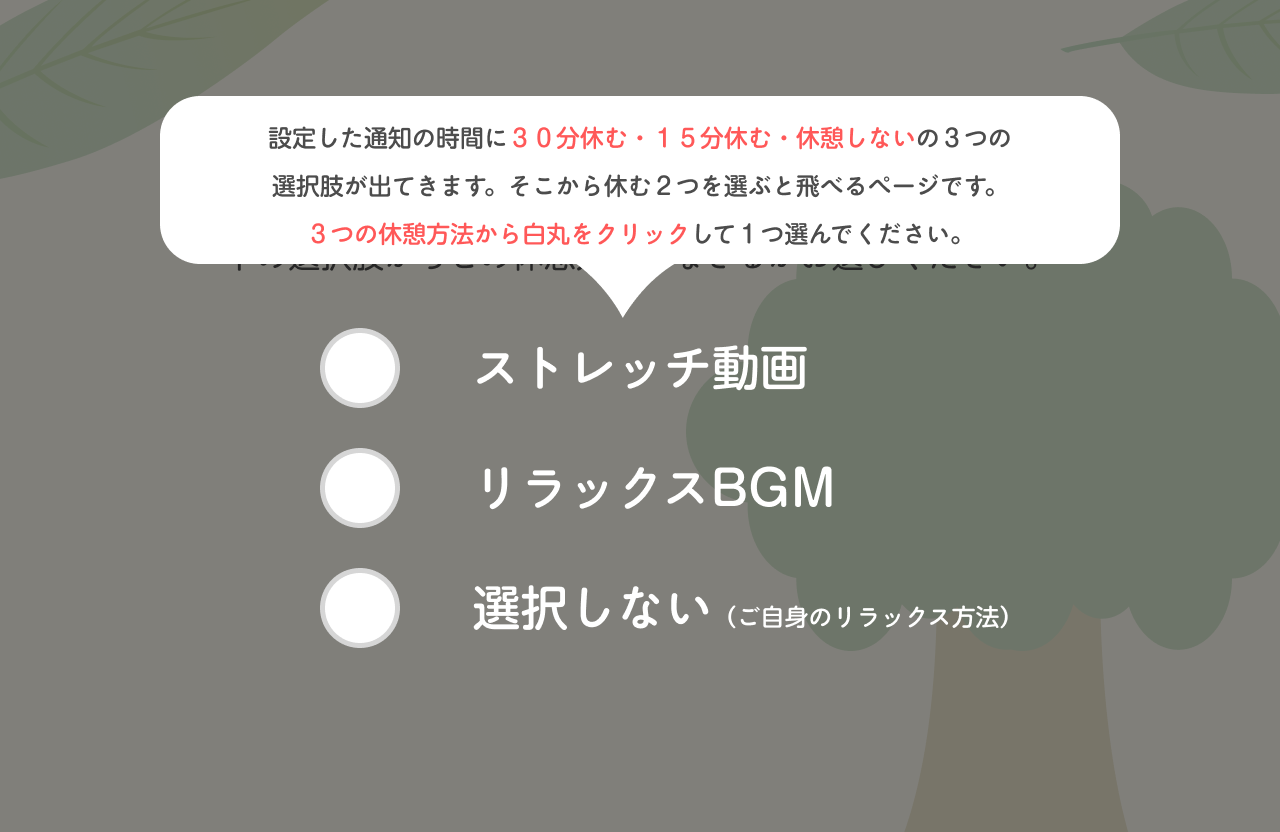 設定した通知の時間に３０分休む・１５分休む・休憩しないの３つの
選択肢が出てきます。そこから休む２つを選ぶと飛べるページです。
３つの休憩方法から白丸をクリックして１つ選んでください。
ストレッチ動画
リラックスBGM
選択しない（ご自身のリラックス方法）